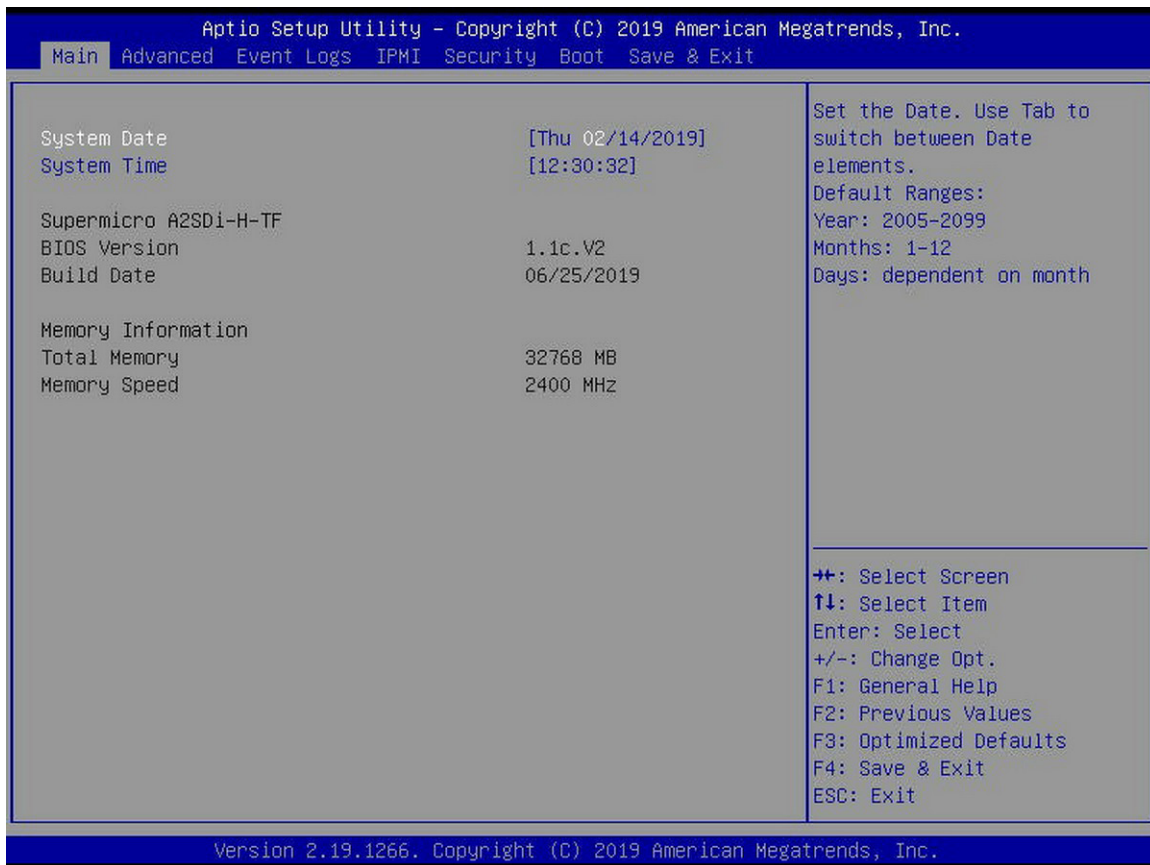 Aptio Setup Utility – Copyright (C) 2019 American Megatrends, Inc.
Main Advanced Event Logs IPMI Security Boot Save & Exit
System Date [Thu 02/14/2019]
System Time [12:30:32]
Supermicro A2SDi-H-TF
BIOS Version 1.1c.V2
Build Date 06/25/2019
Memory Information
Total Memory 32768 MB
Memory Speed 2400 MHz
Set the Date. Use Tab to
switch between Date
elements.
Default Ranges:
Year: 2005-2099
Months: 1-12
Days: dependent on month
→←: Select Screen
↑↓: Select Item
Enter: Select
+/-: Change Opt.
F1: General Help
F2: Previous Values
F3: Optimized Defaults
F4: Save & Exit
ESC: Exit
Version 2.19.1266. Copyright (C) 2019 American Megatrends, Inc.